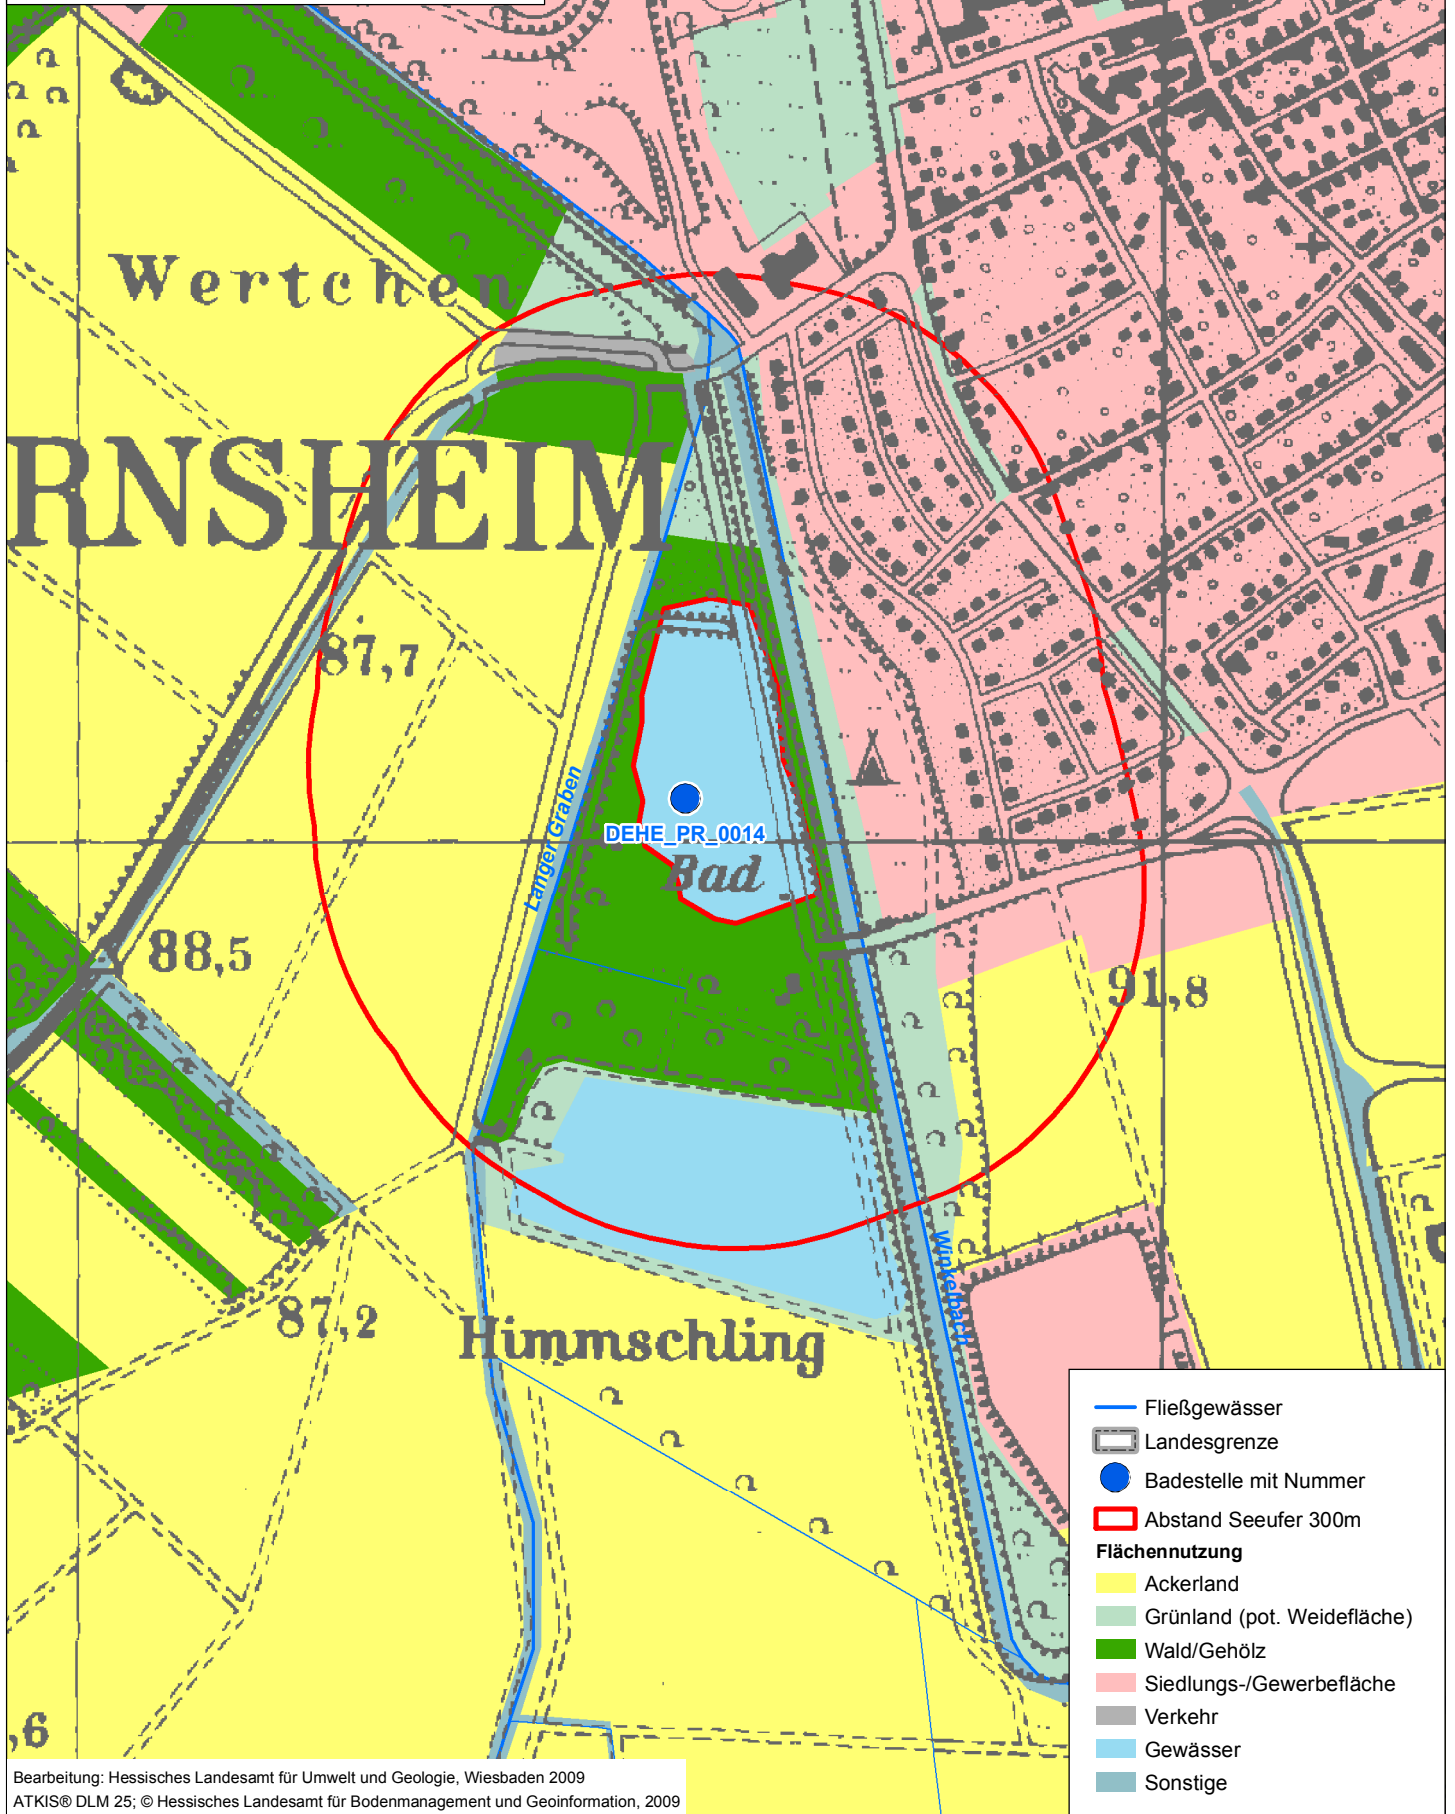 Wertchen
RNSHEIM
87,7
Langer Graben
DEHE_PR_0014
Bad
88,5
91,8
87,2
Himmschling
Winkelbach
,6
Fließgewässer
Landesgrenze
Badestelle mit Nummer
Abstand Seeufer 300m
Flächennutzung
Ackerland
Grünland (pot. Weidefläche)
Wald/Gehölz
Siedlungs-/Gewerbefläche
Verkehr
Gewässer
Sonstige
Bearbeitung: Hessisches Landesamt für Umwelt und Geologie, Wiesbaden 2009
ATKIS® DLM 25; © Hessisches Landesamt für Bodenmanagement und Geoinformation, 2009